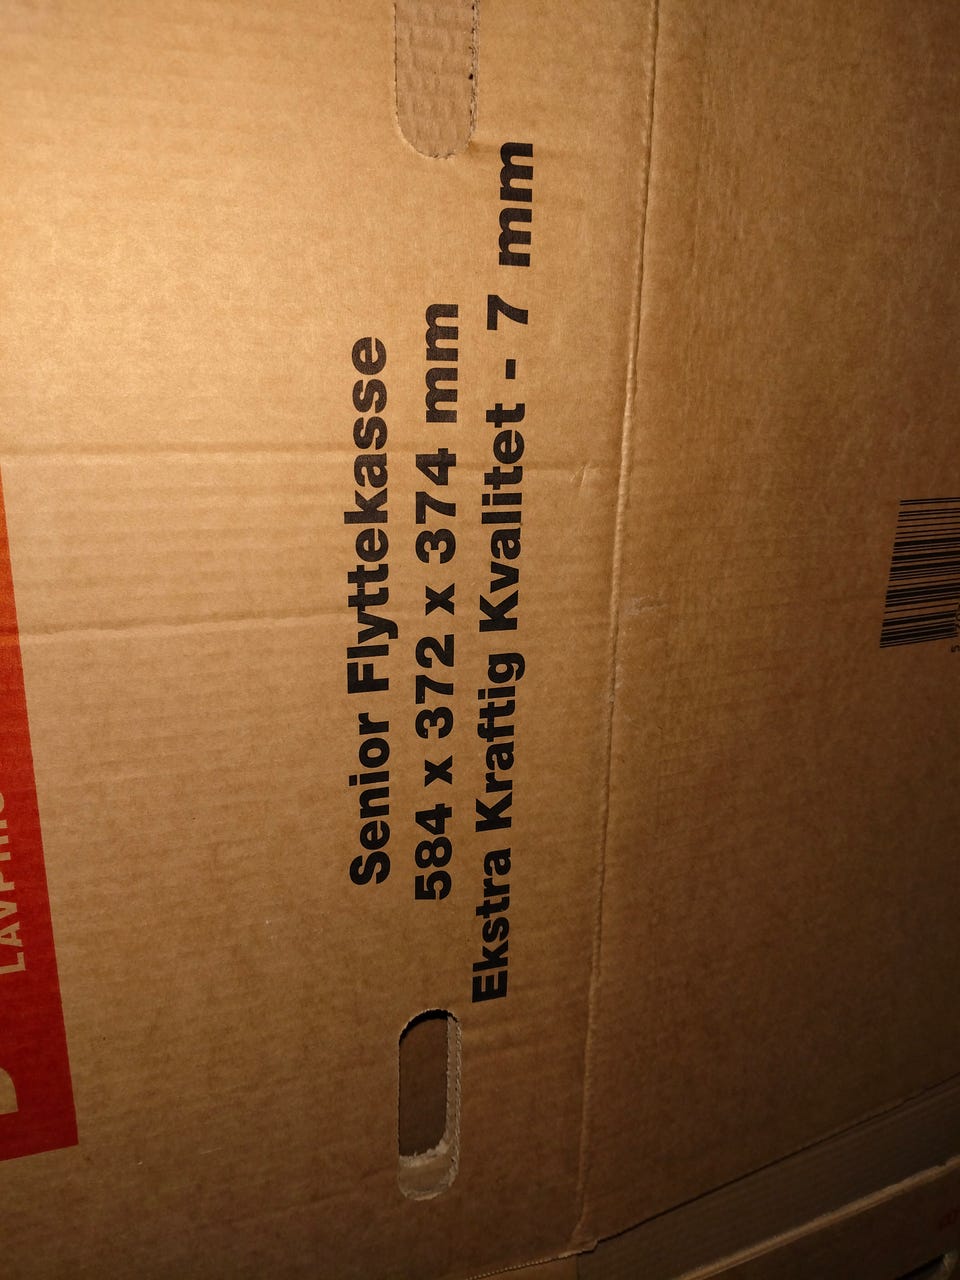 Senior Flyttekasse
584 x 372 x 374 mm
Ekstra Kraftig Kvalitet - 7 mm